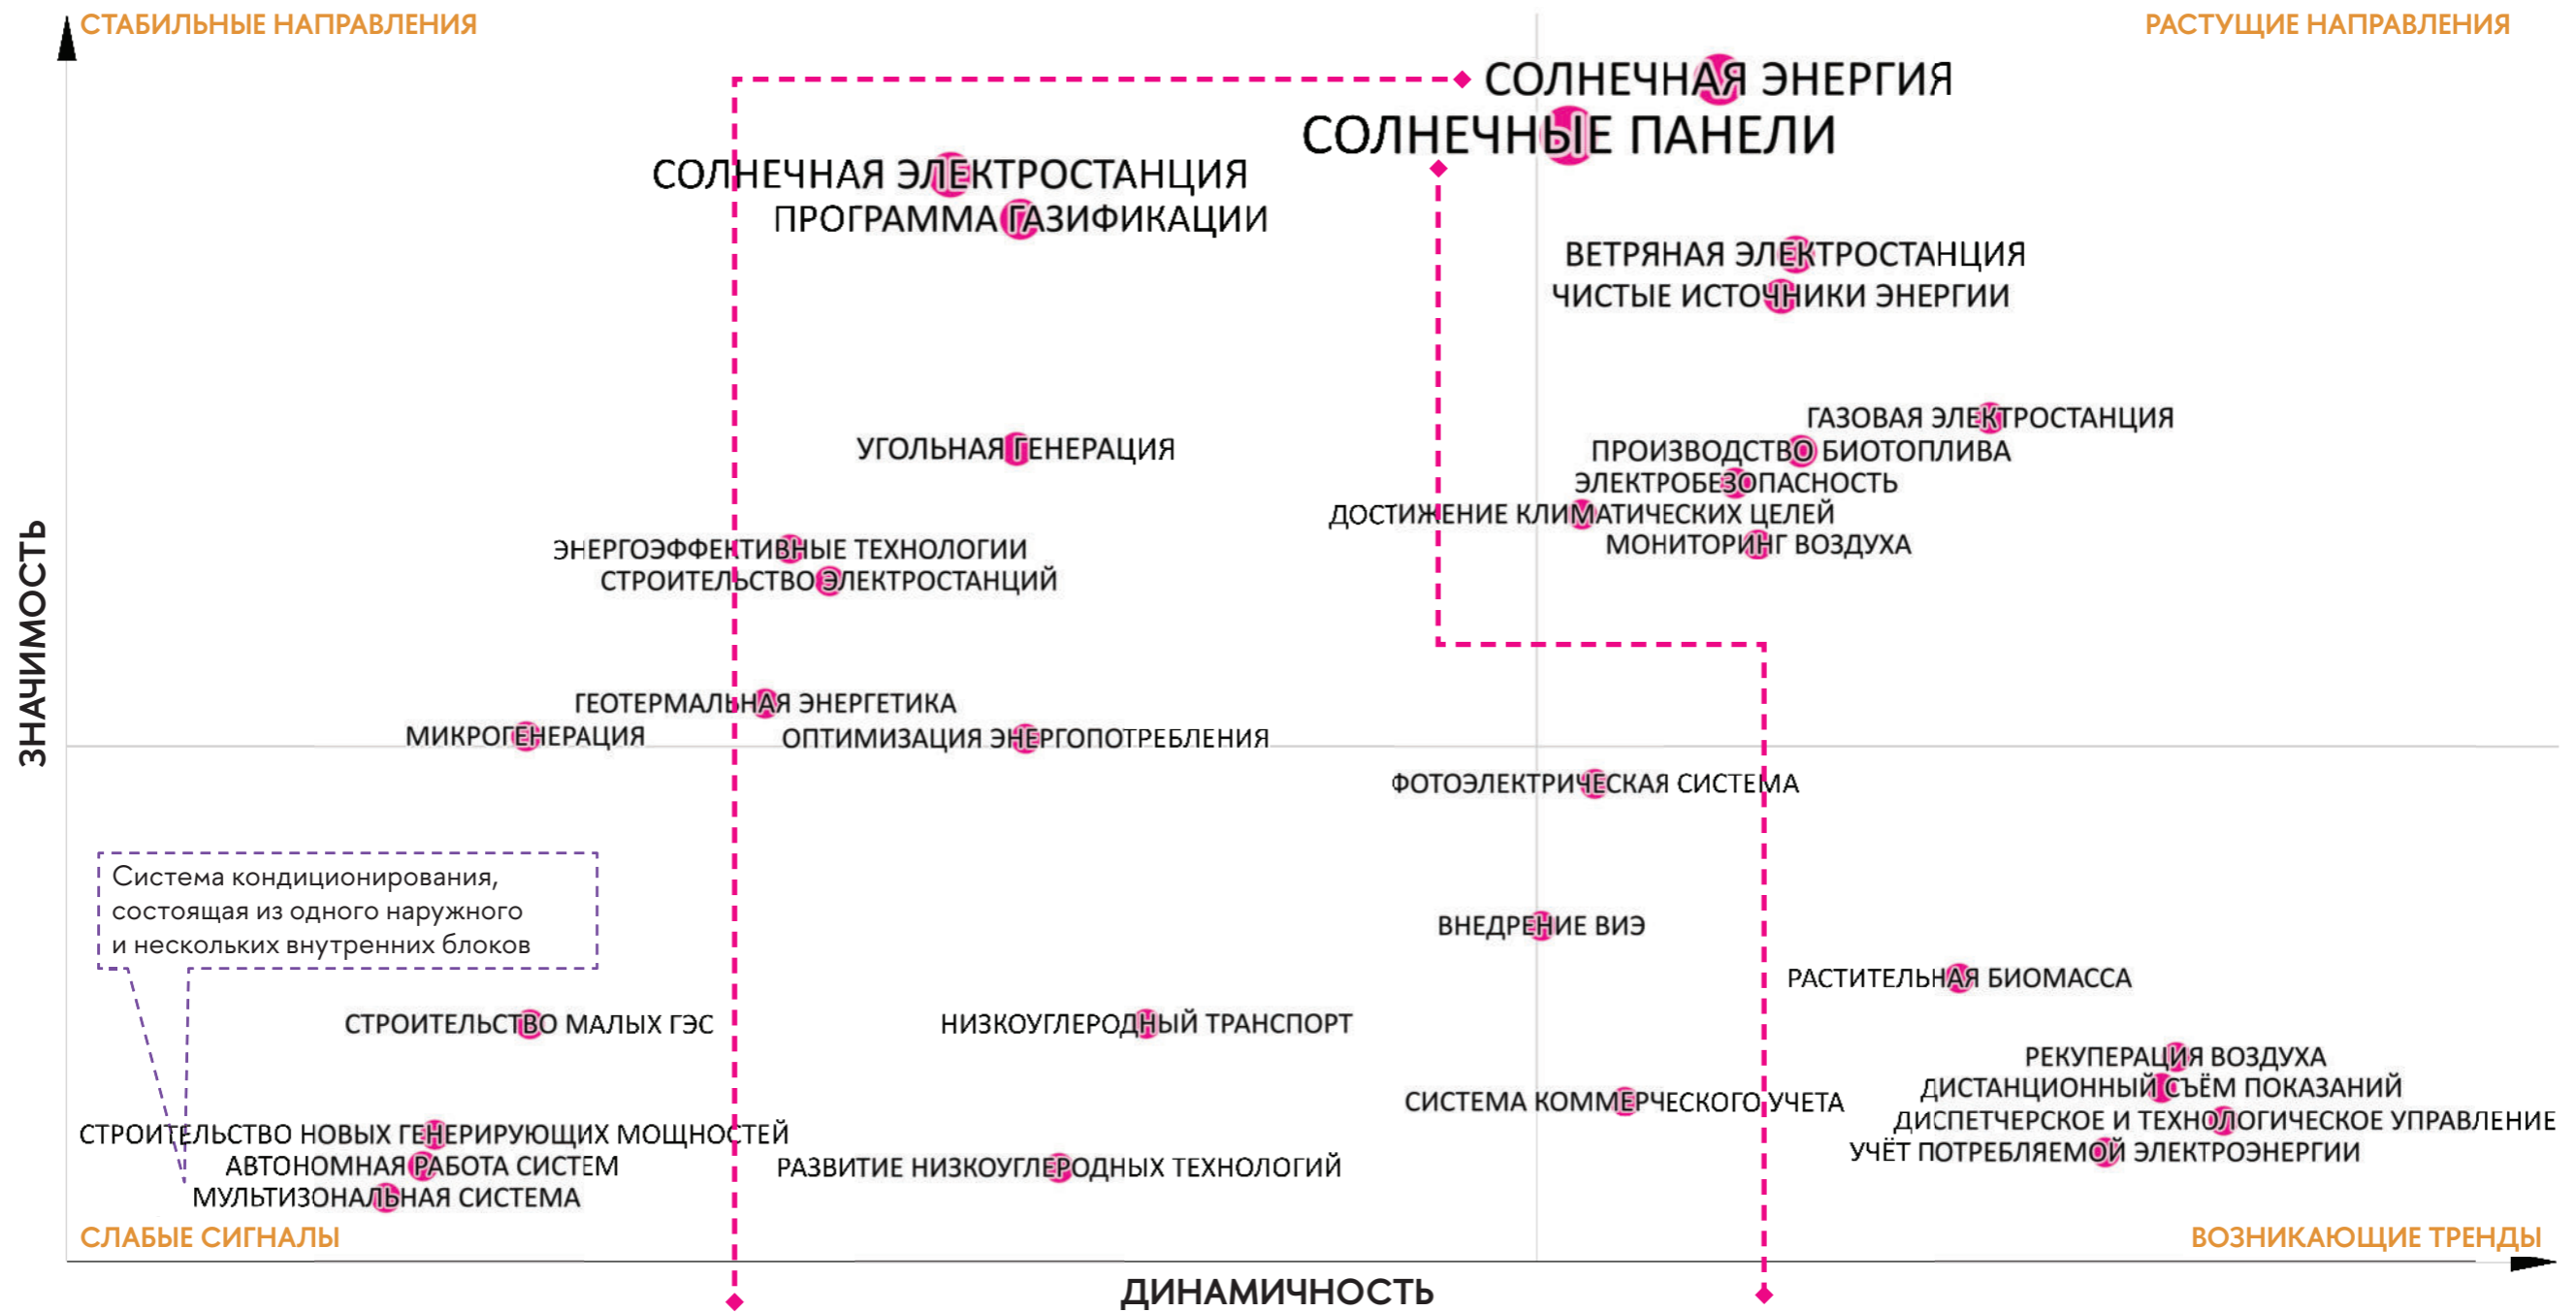 СТАБИЛЬНЫЕ НАПРАВЛЕНИЯ
РАСТУЩИЕ НАПРАВЛЕНИЯ
СОЛНЕЧНАЯ ЭНЕРГИЯ
СОЛНЕЧНЫЕ ПАНЕЛИ
СОЛНЕЧНАЯ ЭЛЕКТРОСТАНЦИЯ
ПРОГРАММА ГАЗИФИКАЦИИ
ВЕТРЯНАЯ ЭЛЕКТРОСТАНЦИЯ
ЧИСТЫЕ ИСТОЧНИКИ ЭНЕРГИИ
ГАЗОВАЯ ЭЛЕКТРОСТАНЦИЯ
УГОЛЬНАЯ ГЕНЕРАЦИЯ
ПРОИЗВОДСТВО БИОТОПЛИВА
ЭЛЕКТРОБЕЗОПАСНОСТЬ
ДОСТИЖЕНИЕ КЛИМАТИЧЕСКИХ ЦЕЛЕЙ
МОНИТОРИНГ ВОЗДУХА
ЭНЕРГОЭФФЕКТИВНЫЕ ТЕХНОЛОГИИ
СТРОИТЕЛЬСТВО ЭЛЕКТРОСТАНЦИЙ
ЗНАЧИМОСТЬ
ГЕОТЕРМАЛЬНАЯ ЭНЕРГЕТИКА
МИКРОГЕНЕРАЦИЯ
ОПТИМИЗАЦИЯ ЭНЕРГОПОТРЕБЛЕНИЯ
ФОТОЭЛЕКТРИЧЕСКАЯ СИСТЕМА
Система кондиционирования,
состоящая из одного наружного
и нескольких внутренних блоков
ВНЕДРЕНИЕ ВИЭ
РАСТИТЕЛЬНАЯ БИОМАССА
СТРОИТЕЛЬСТВО МАЛЫХ ГЭС
НИЗКОУГЛЕРОДНЫЙ ТРАНСПОРТ
РЕКУПЕРАЦИЯ ВОЗДУХА
ДИСТАНЦИОННЫЙ СЪЁМ ПОКАЗАНИЙ
СИСТЕМА КОММЕРЧЕСКОГО УЧЕТА
ДИСПЕТЧЕРСКОЕ И ТЕХНОЛОГИЧЕСКОЕ УПРАВЛЕНИЕ
СТРОИТЕЛЬСТВО НОВЫХ ГЕНЕРИРУЮЩИХ МОЩНОСТЕЙ
УЧЁТ ПОТРЕБЛЯЕМОЙ ЭЛЕКТРОЭНЕРГИИ
АВТОНОМНАЯ РАБОТА СИСТЕМ
РАЗВИТИЕ НИЗКОУГЛЕРОДНЫХ ТЕХНОЛОГИЙ
МУЛЬТИЗОНАЛЬНАЯ СИСТЕМА
СЛАБЫЕ СИГНАЛЫ
ВОЗНИКАЮЩИЕ ТРЕНДЫ
ДИНАМИЧНОСТЬ